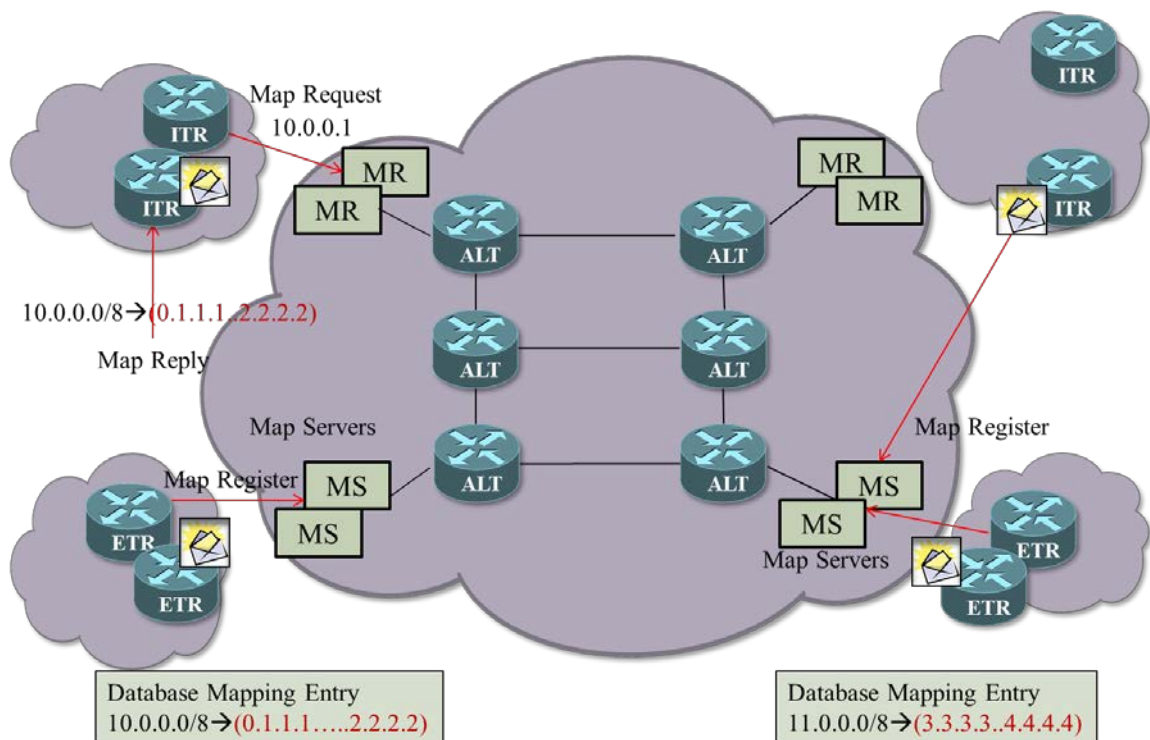 ITR
Map Request
10.0.0.1
MR
MR
ITR
MR
MR
ITR
ITR
ALT
ALT
10.0.0.0/8→(0.1.1.1..2.2.2.2)
Map Reply
ALT
ALT
Map Servers
Map Register
Map Register
MS
MS
ETR
ETR
ALT
ALT
MS
MS
Map Servers
ETR
ETR
Database Mapping Entry
10.0.0.0/8→(0.1.1.1…..2.2.2.2)
Database Mapping Entry
11.0.0.0/8→(3.3.3.3..4.4.4.4)